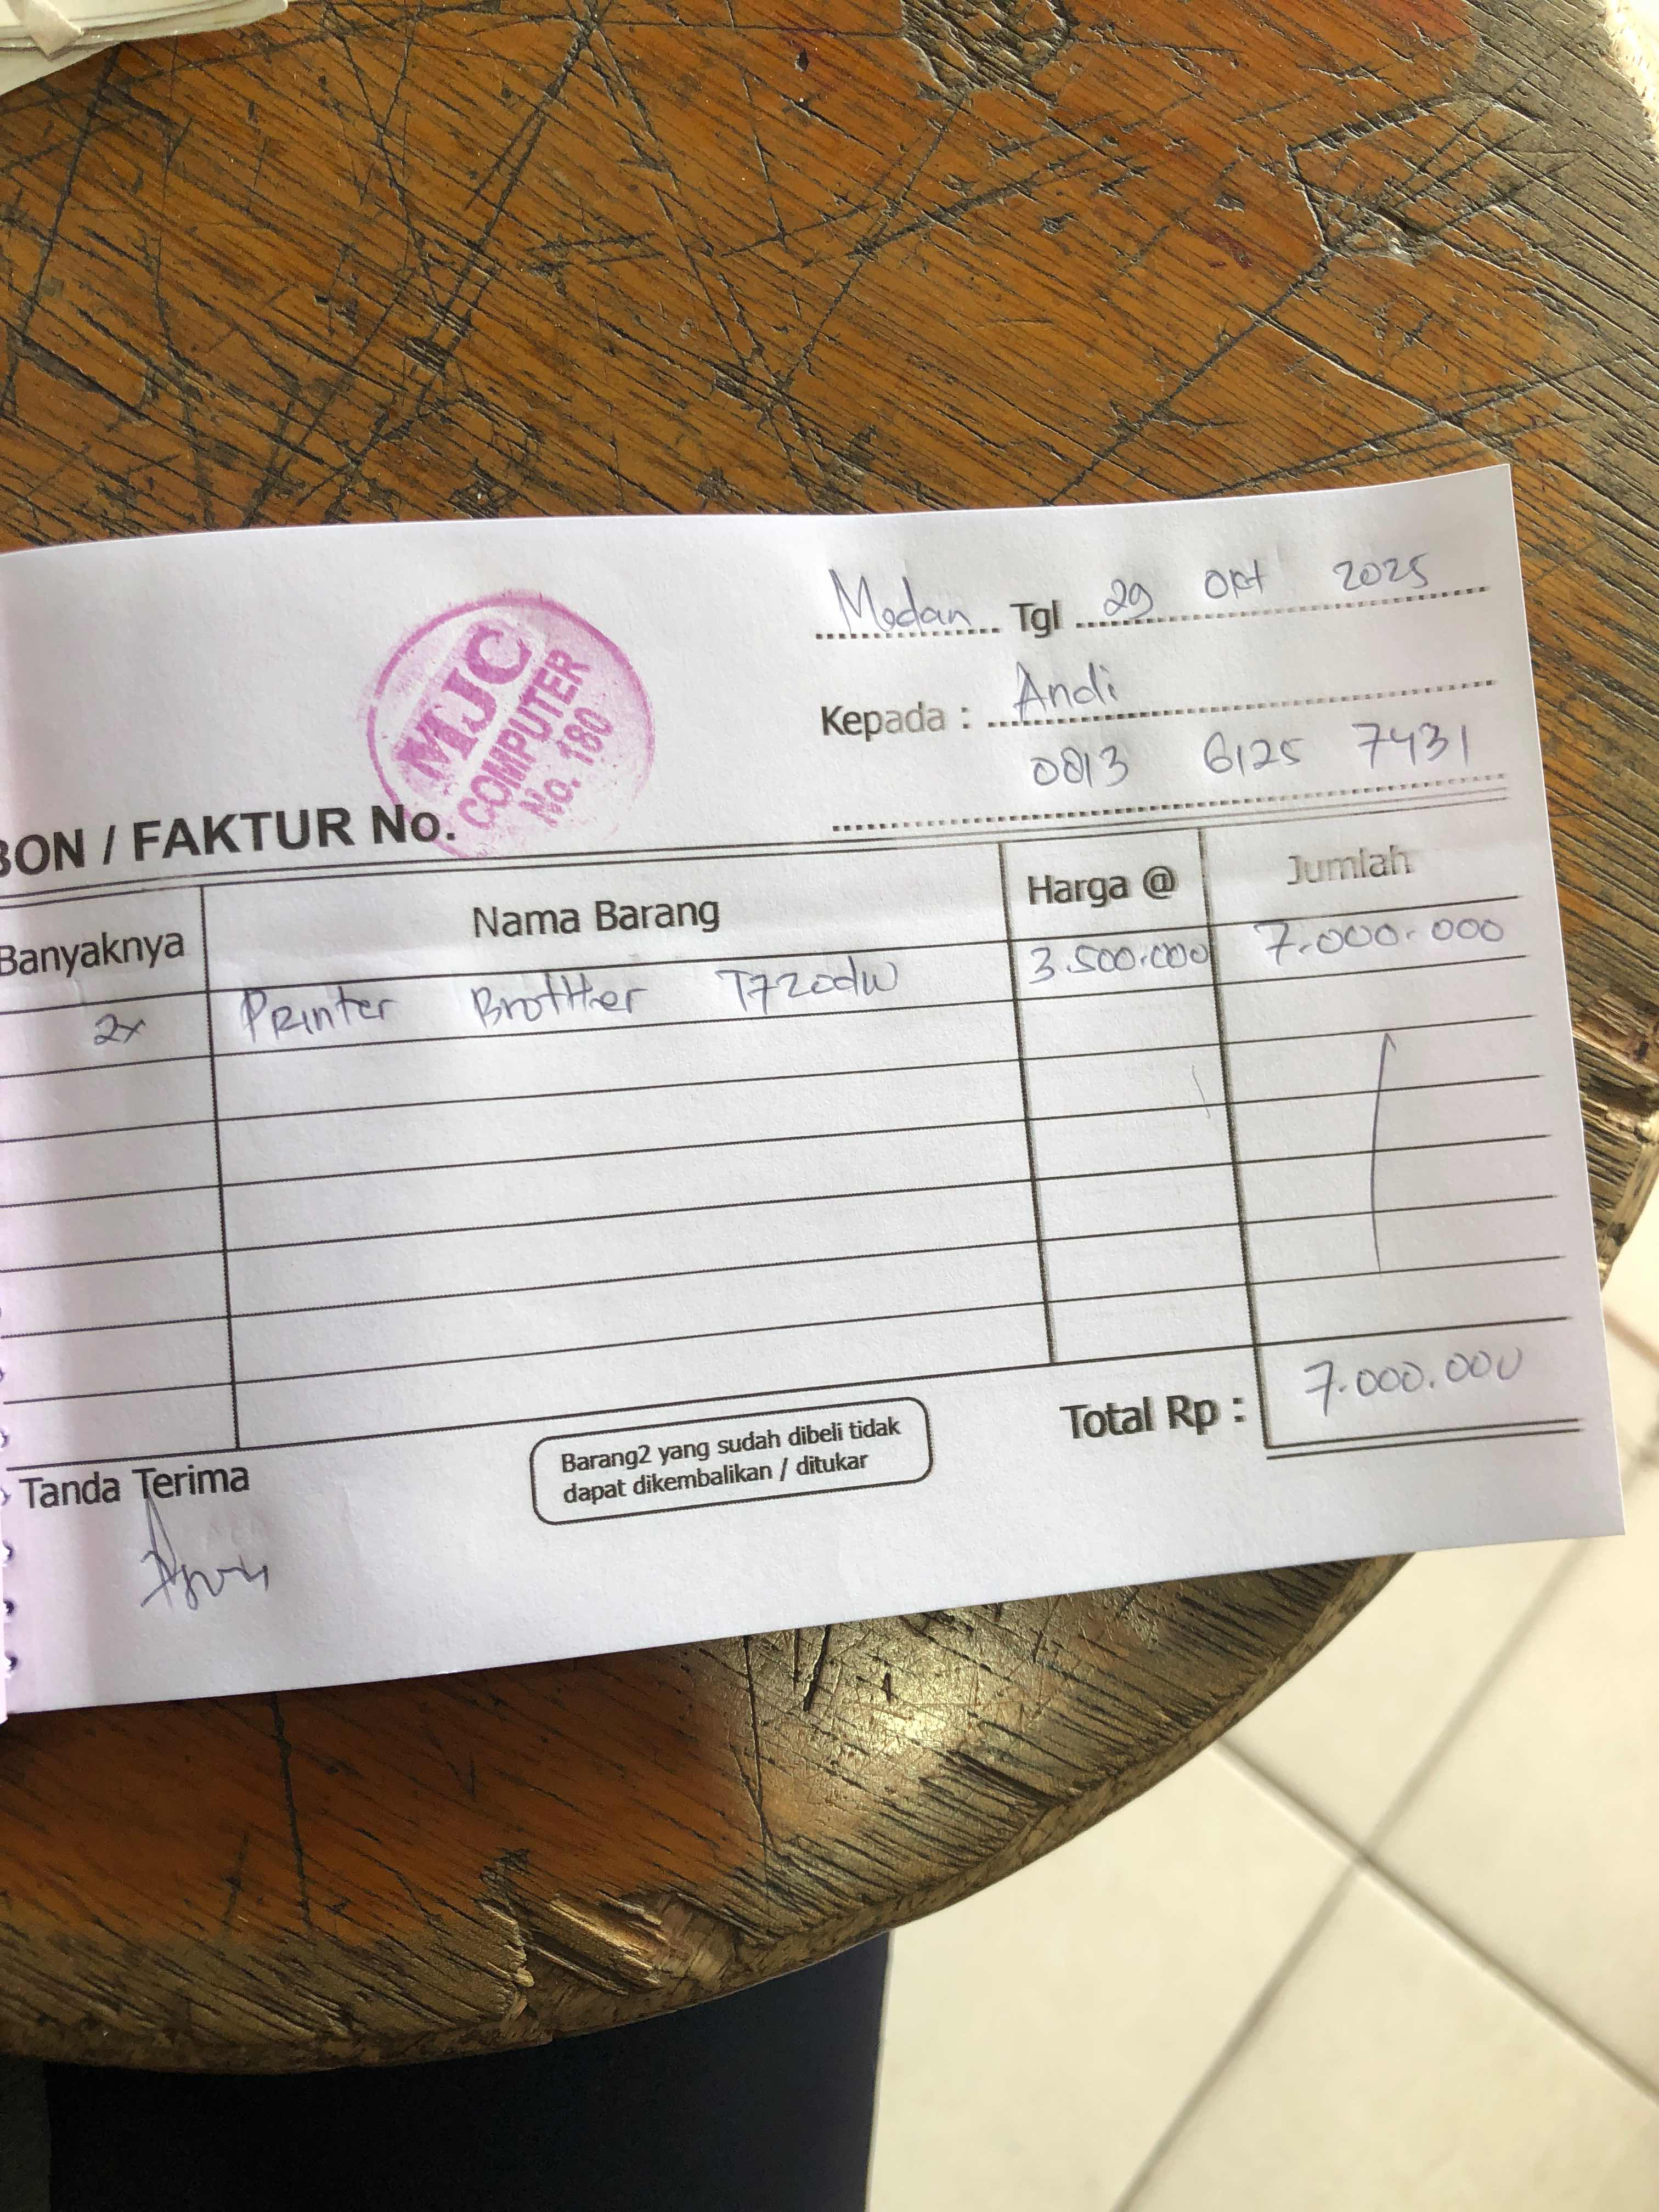 Medan Tgl 29 Okt 2025
MJC
COMPUTER
No. 180
Kepada : Andi
0813 6125 7431
BON / FAKTUR No.
Banyaknya Nama Barang Harga @ Jumlah
2x Printer Brother T720dw 3.500.000 7.000.000
Total Rp : 7.000.000
Barang2 yang sudah dibeli tidak
dapat dikembalikan / ditukar
Tanda Terima